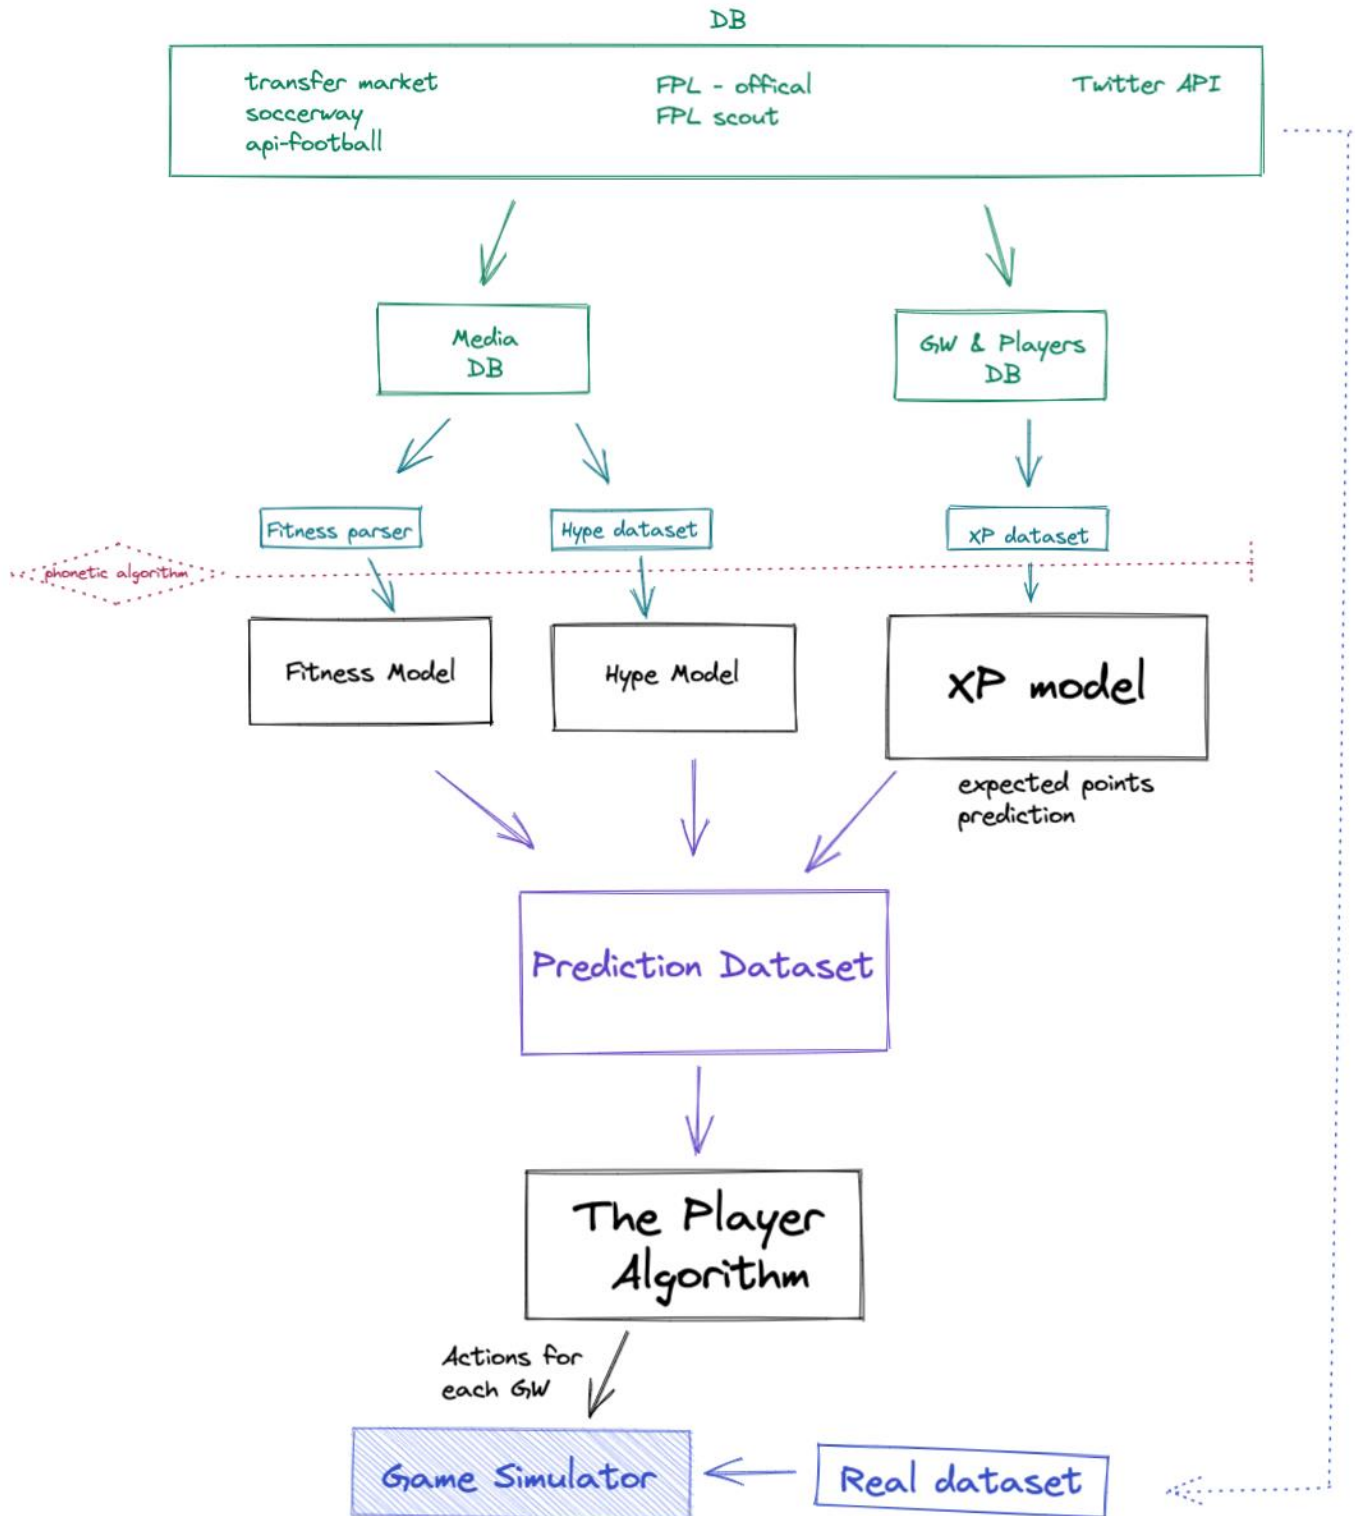 DB
transfer market
soccerway
api-football
FPL - offical
FPL scout
Twitter API
Media
DB
GW & Players
DB
Fitness parser
Hype dataset
XP dataset
phonetic algorithm
Fitness Model
Hype Model
XP model
expected points
prediction
Prediction Dataset
The Player
Algorithm
Actions for
each GW
Game Simulator
Real dataset